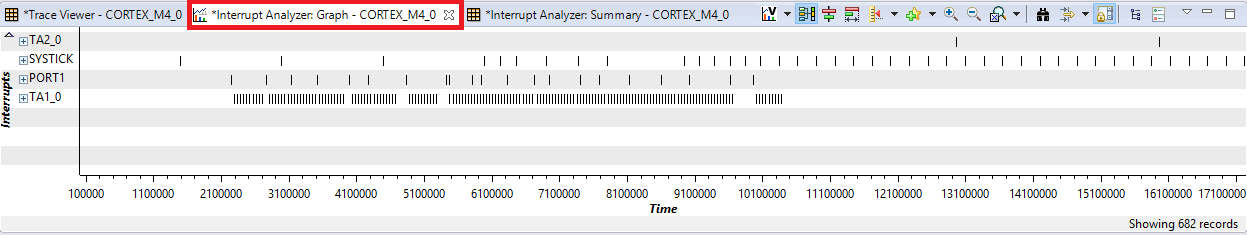 *Trace Viewer - CORTEX_M4_0 *Interrupt Analyzer: Graph - CORTEX_M4_0 *Interrupt Analyzer: Summary - CORTEX_M4_0
Interrupts
TA2_0
SYSTICK
PORT1
TA1_0
100000 1100000 2100000 3100000 4100000 5100000 6100000 7100000 8100000 9100000 10100000 11100000 12100000 13100000 14100000 15100000 16100000 17100000
Time
Showing 682 records